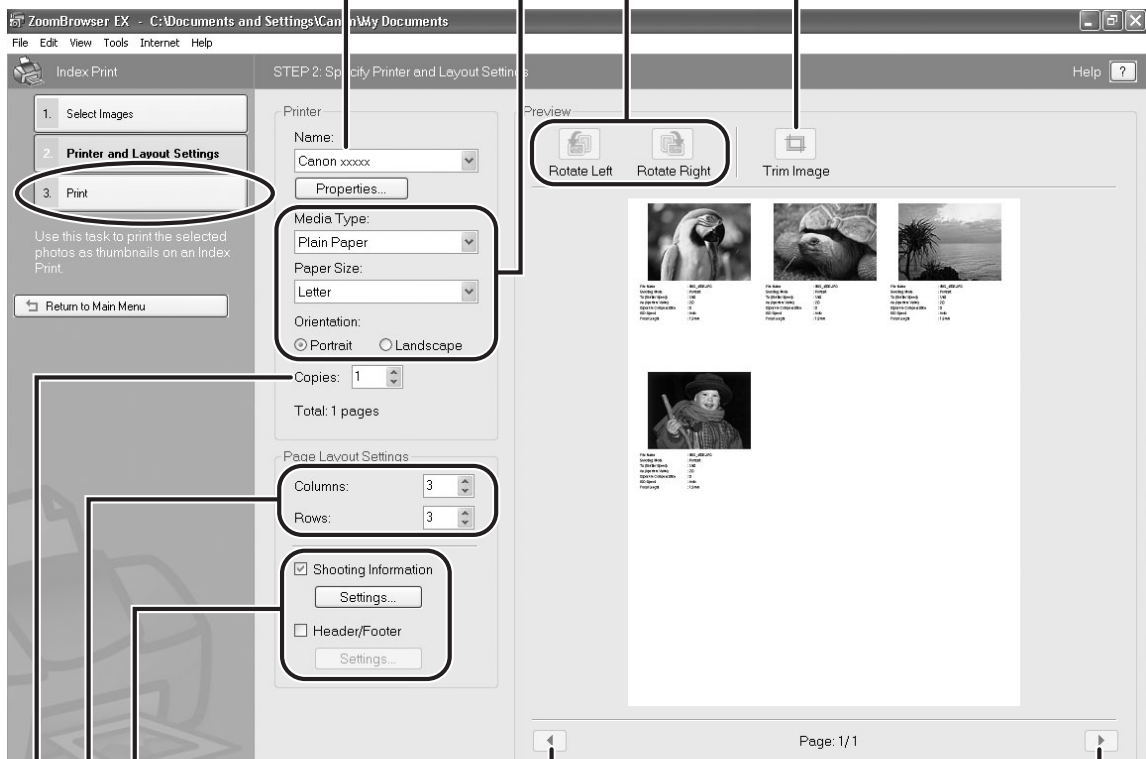 ZoomBrowser EX - C:\Documents and Settings\Canon\My Documents
File Edit View Tools Internet Help
Index Print
STEP 2: Specify Printer and Layout Settings
Help ?
1. Select Images
2. Printer and Layout Settings
3. Print
Use this task to print the selected
photos as thumbnails on an Index
Print.
Return to Main Menu
Printer
Name:
Canon xxxxx
Properties...
Media Type:
Plain Paper
Paper Size:
Letter
Orientation:
Portrait Landscape
Copies: 1
Total: 1 pages
Page Layout Settings
Columns: 3
Rows: 3
Shooting Information
Settings...
Header/Footer
Settings...
Preview
Rotate Left Rotate Right Trim Image
Page: 1/1